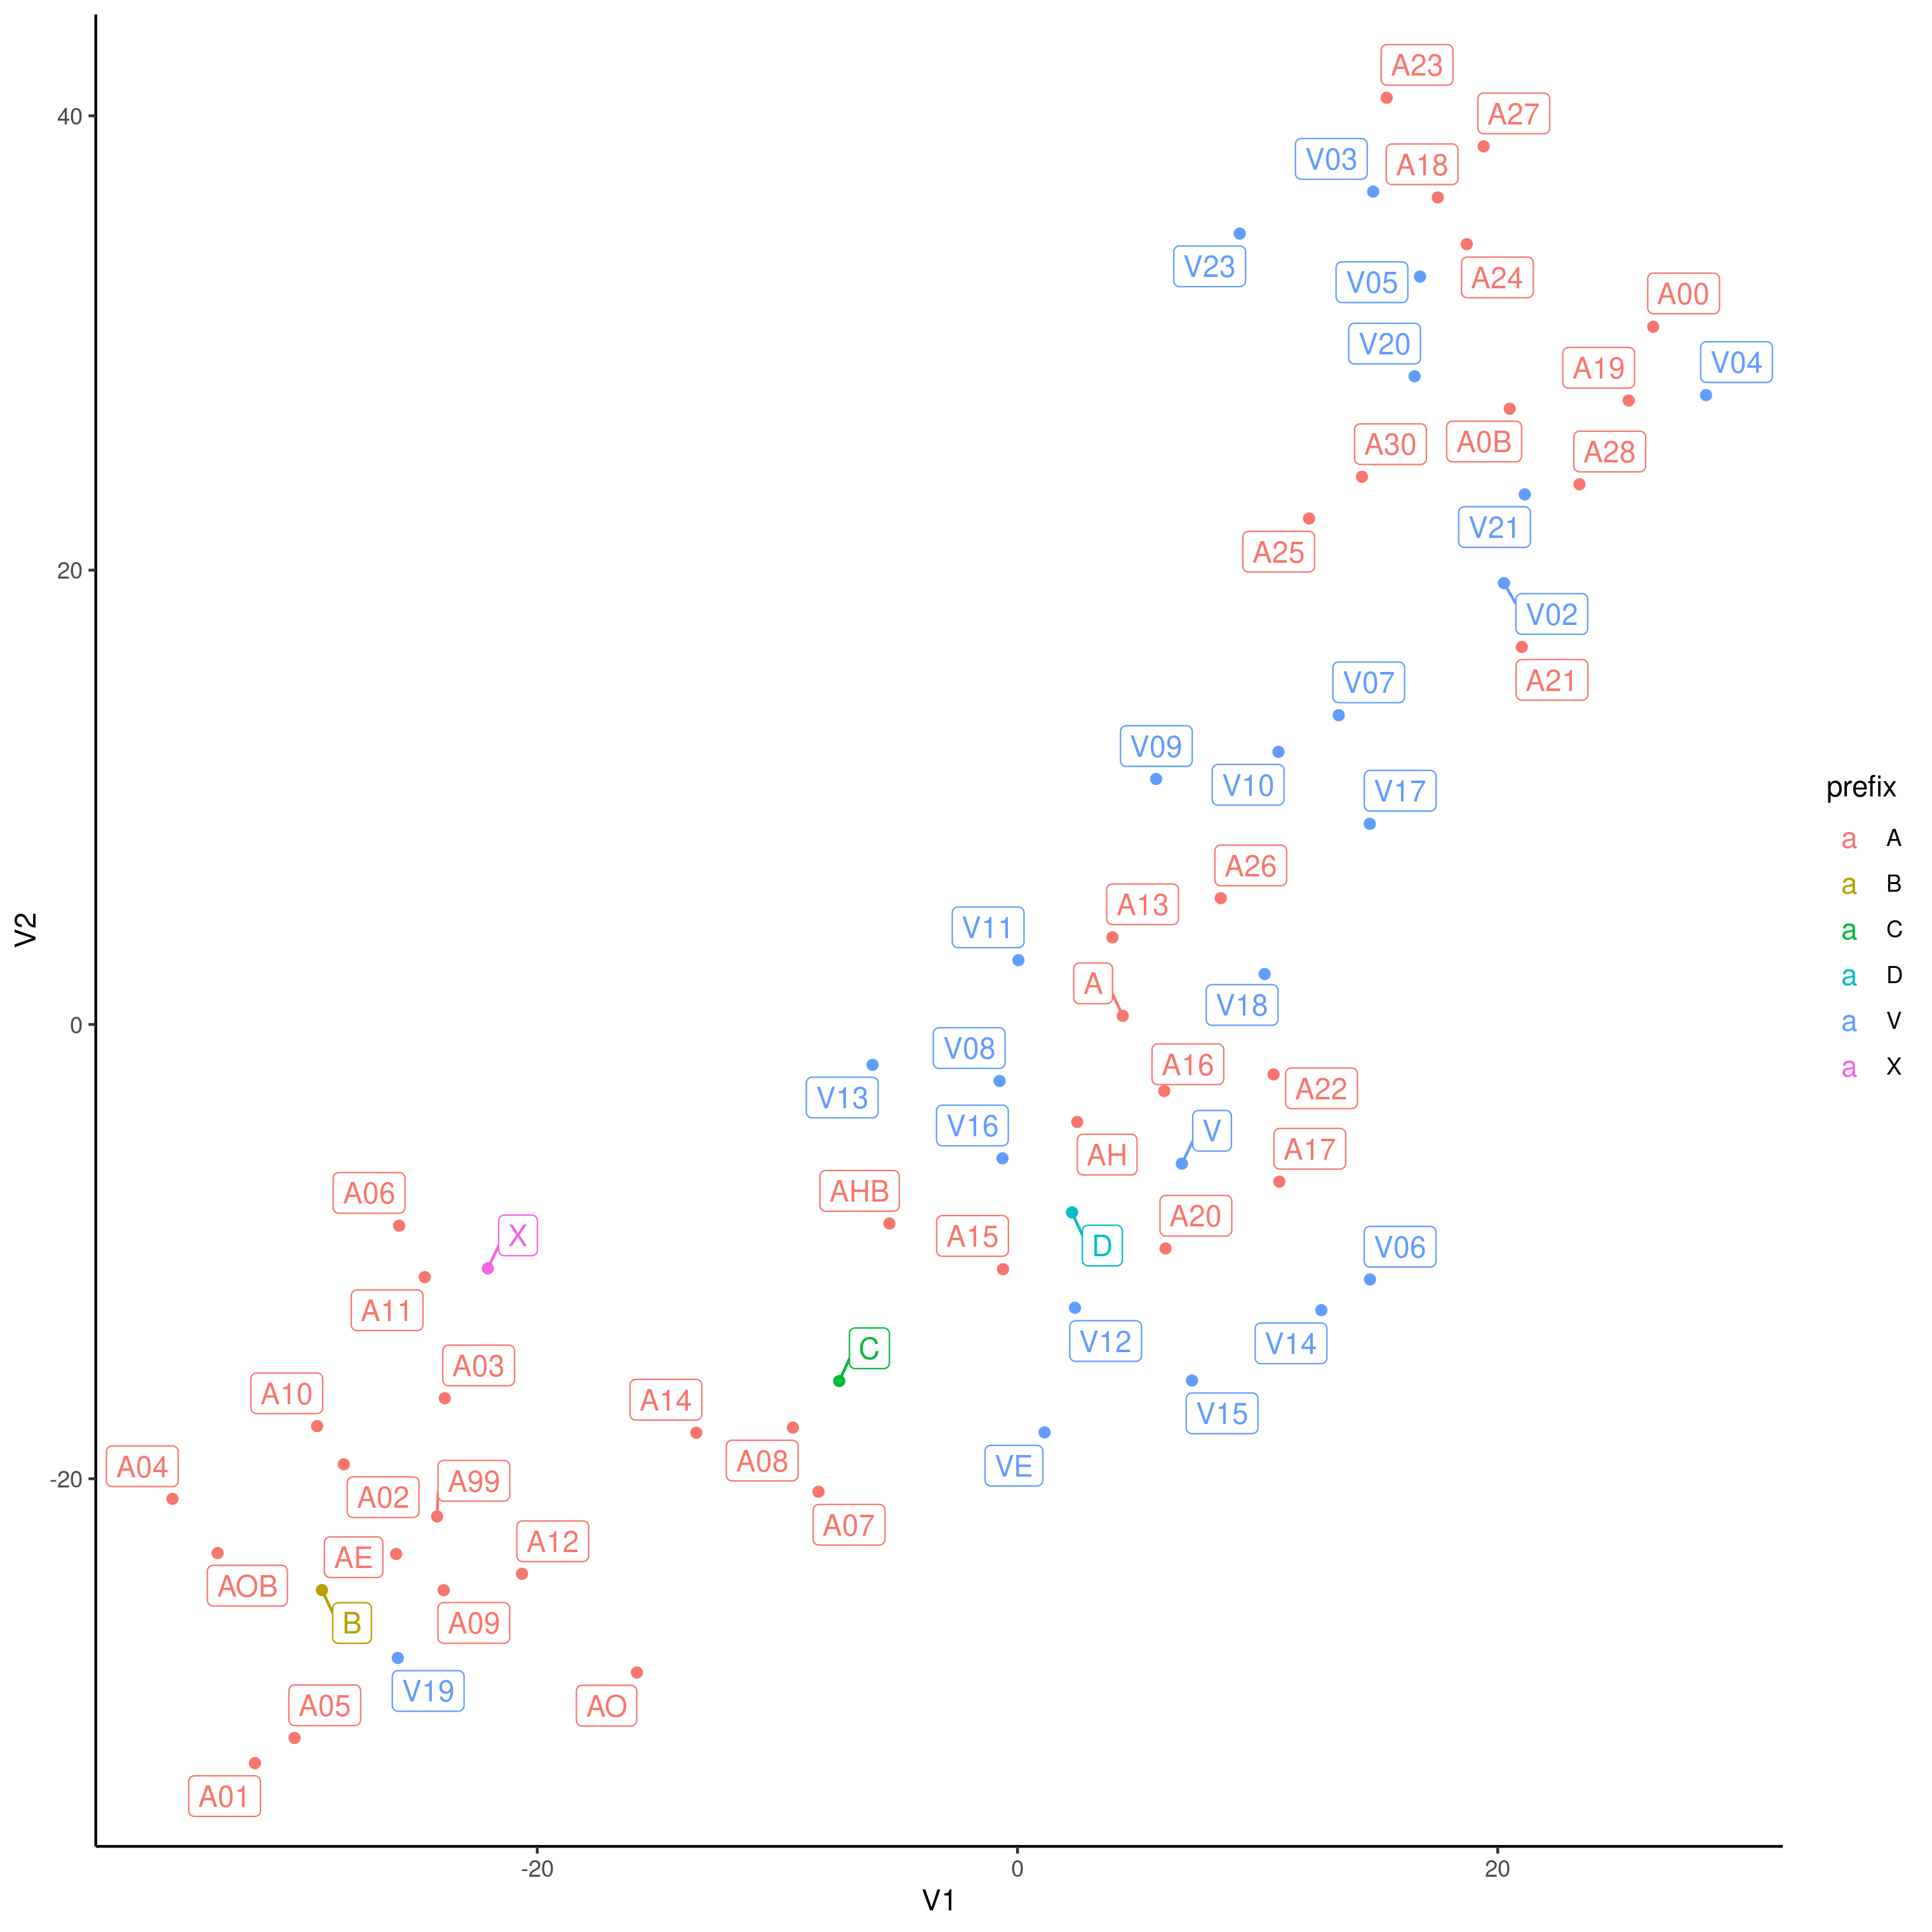 A23
40
A27
V03
A18
V23
V05
A24
A00
V20
V04
A19
A30
A0B
A28
V21
A25
20
V02
A21
V07
V09
V10
V17
prefix
a A
a B
a C
a D
a V
a X
A26
A13
V11
V2
A
V18
0
V08
A16
A22
V13
V16
V
AH
A17
AHB
A06
A20
X
A15
D
V06
A11
V12
V14
C
A03
A10
A14
V15
A08
VE
A04
-20
A99
A02
A07
A12
AE
AOB
B
A09
V19
A05
AO
A01
-20
0
20
V1